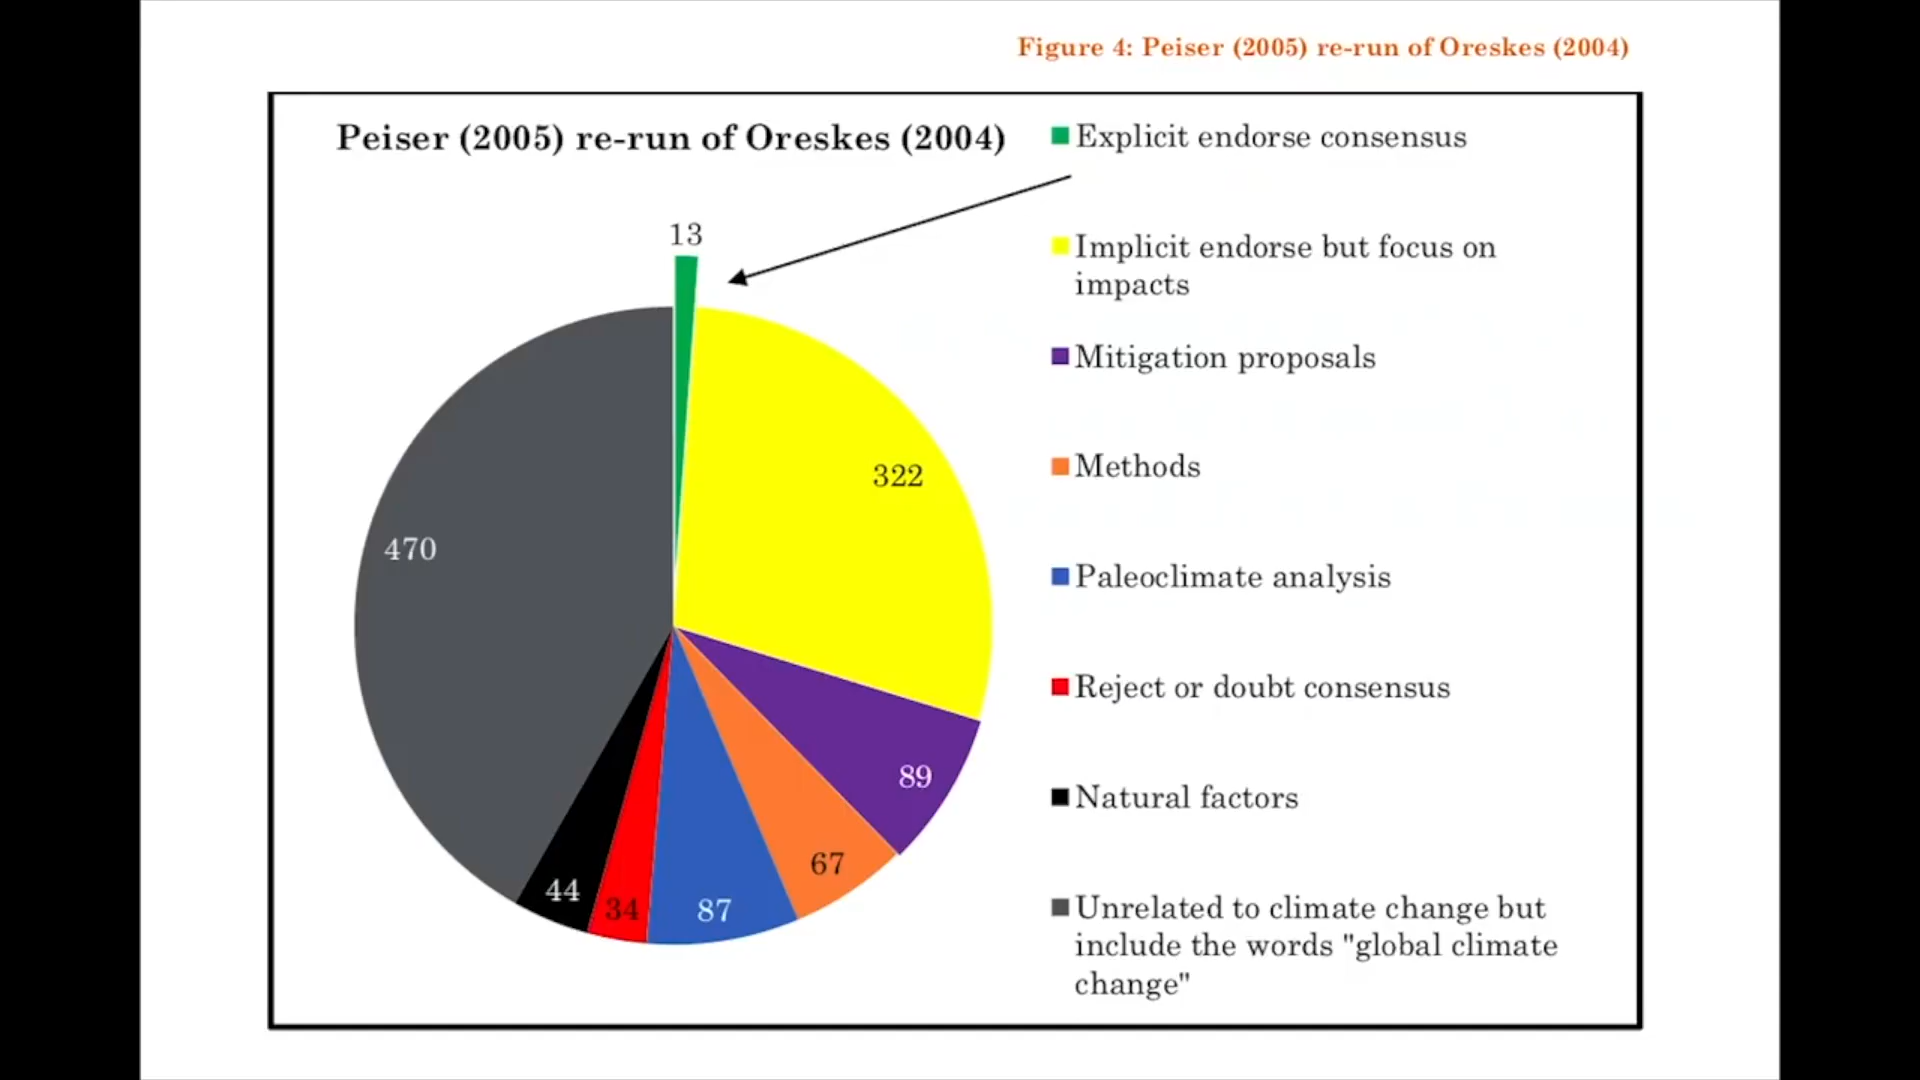 Figure 4: Peiser (2005) re-run of Oreskes (2004)
Peiser (2005) re-run of Oreskes (2004)
Explicit endorse consensus
Implicit endorse but focus on
impacts
Mitigation proposals
Methods
Paleoclimate analysis
Reject or doubt consensus
Natural factors
Unrelated to climate change but
include the words "global climate
change"
13
322
470
89
67
44
34
87